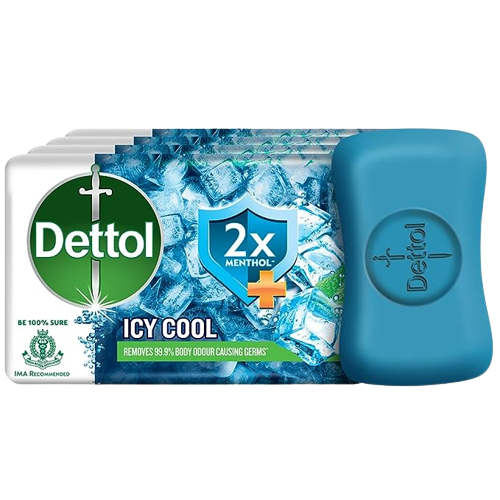 Dettol
2x
MENTHOL~
BE 100% SURE
IMA RECOMMENDED
ICY COOL
REMOVES 99.9% BODY ODOUR CAUSING GERMS*
Dettol